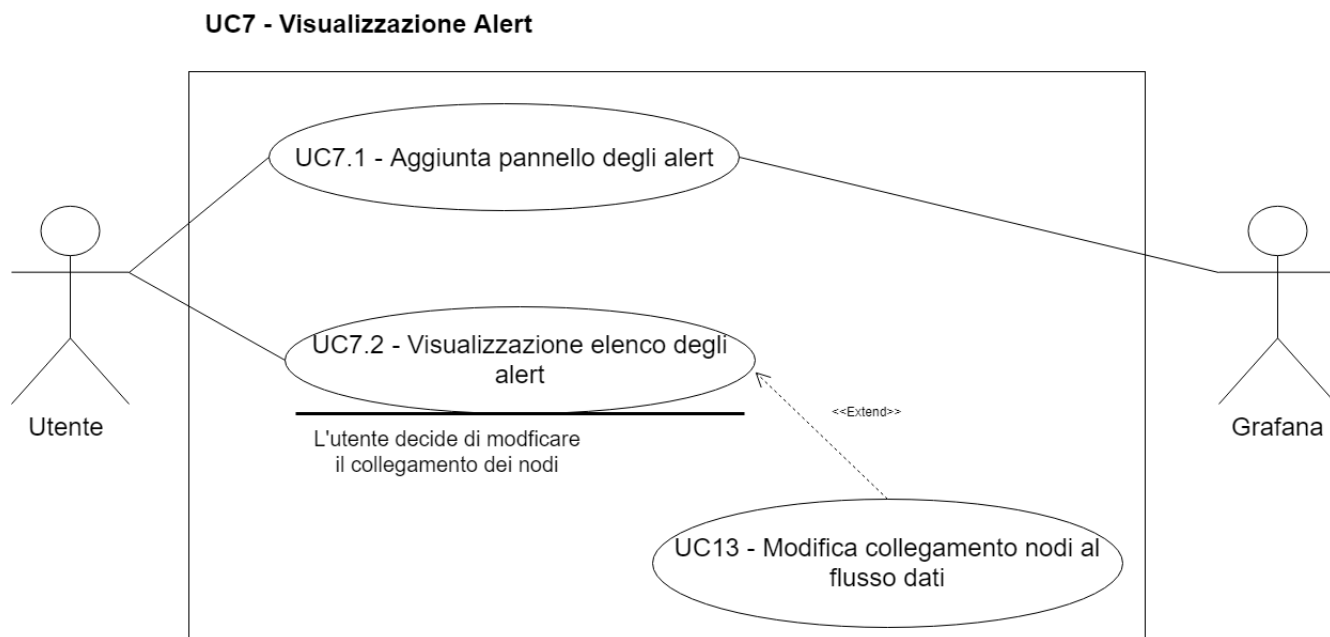 UC7 - Visualizzazione Alert
UC7.1 - Aggiunta pannello degli alert
UC7.2 - Visualizzazione elenco degli
alert
<<Extend>>
Utente
Grafana
L'utente decide di modficare
il collegamento dei nodi
UC13 - Modifica collegamento nodi al
flusso dati